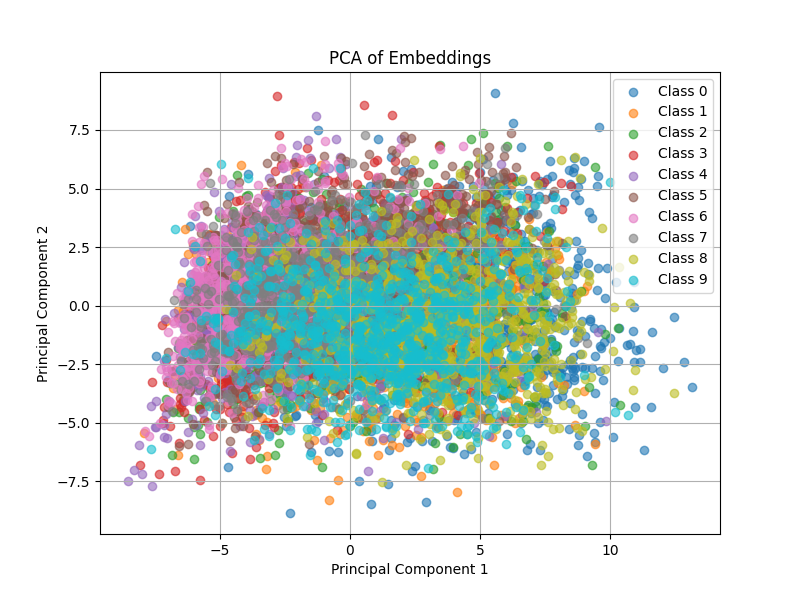 PCA of Embeddings
Class 0
Class 1
Class 2
Class 3
Class 4
Class 5
Class 6
Class 7
Class 8
Class 9
Principal Component 2
7.5
5.0
2.5
0.0
−2.5
−5.0
−7.5
−5
0
5
10
Principal Component 1